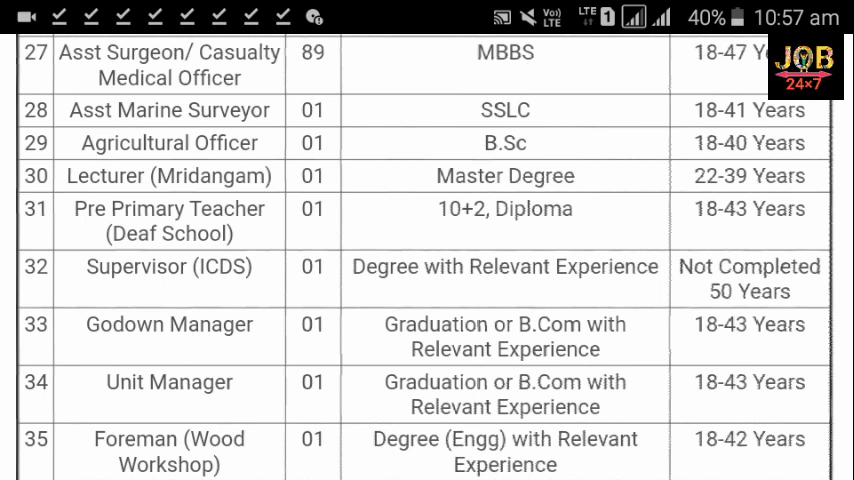 VoLTE LTE 1 40% 10:57 am
JOB
24×7
27 Asst Surgeon/ Casualty 89 MBBS 18-47
Medical Officer
28 Asst Marine Surveyor 01 SSLC 18-41 Years
29 Agricultural Officer 01 B.Sc 18-40 Years
30 Lecturer (Mridangam) 01 Master Degree 22-39 Years
31 Pre Primary Teacher 01 10+2, Diploma 18-43 Years
(Deaf School)
32 Supervisor (ICDS) 01 Degree with Relevant Experience Not Completed
50 Years
33 Godown Manager 01 Graduation or B.Com with 18-43 Years
Relevant Experience
34 Unit Manager 01 Graduation or B.Com with 18-43 Years
Relevant Experience
35 Foreman (Wood 01 Degree (Engg) with Relevant 18-42 Years
Workshop) Experience